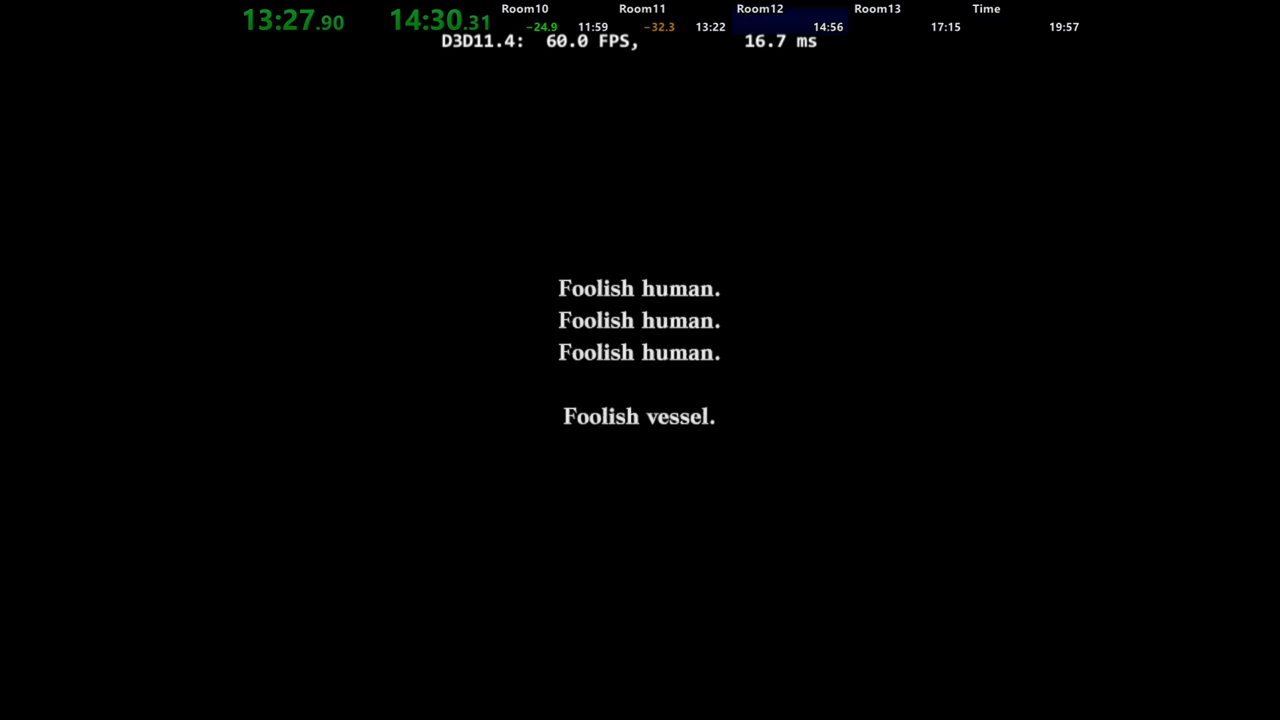 13:27.90 14:30.31 Room10 Room11 Room12 Room13 Time
−24.9 11:59 −32.3 13:22 14:56 17:15 19:57
D3D11.4: 60.0 FPS, 16.7 ms
Foolish human.
Foolish human.
Foolish human.
Foolish vessel.